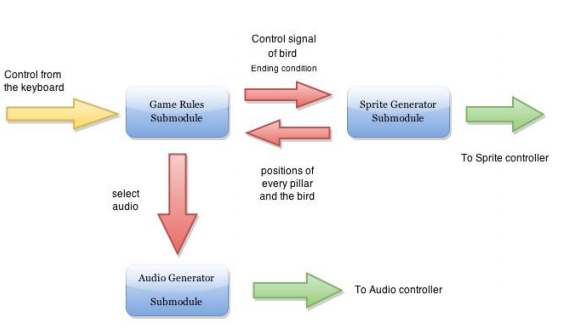 Control signal
of bird
Ending condition
Control from
the keyboard
Game Rules
Submodule
Sprite Generator
Submodule
To Sprite controller
positions of
every pillar
and the bird
select
audio
Audio Generator
Submodule
To Audio controller